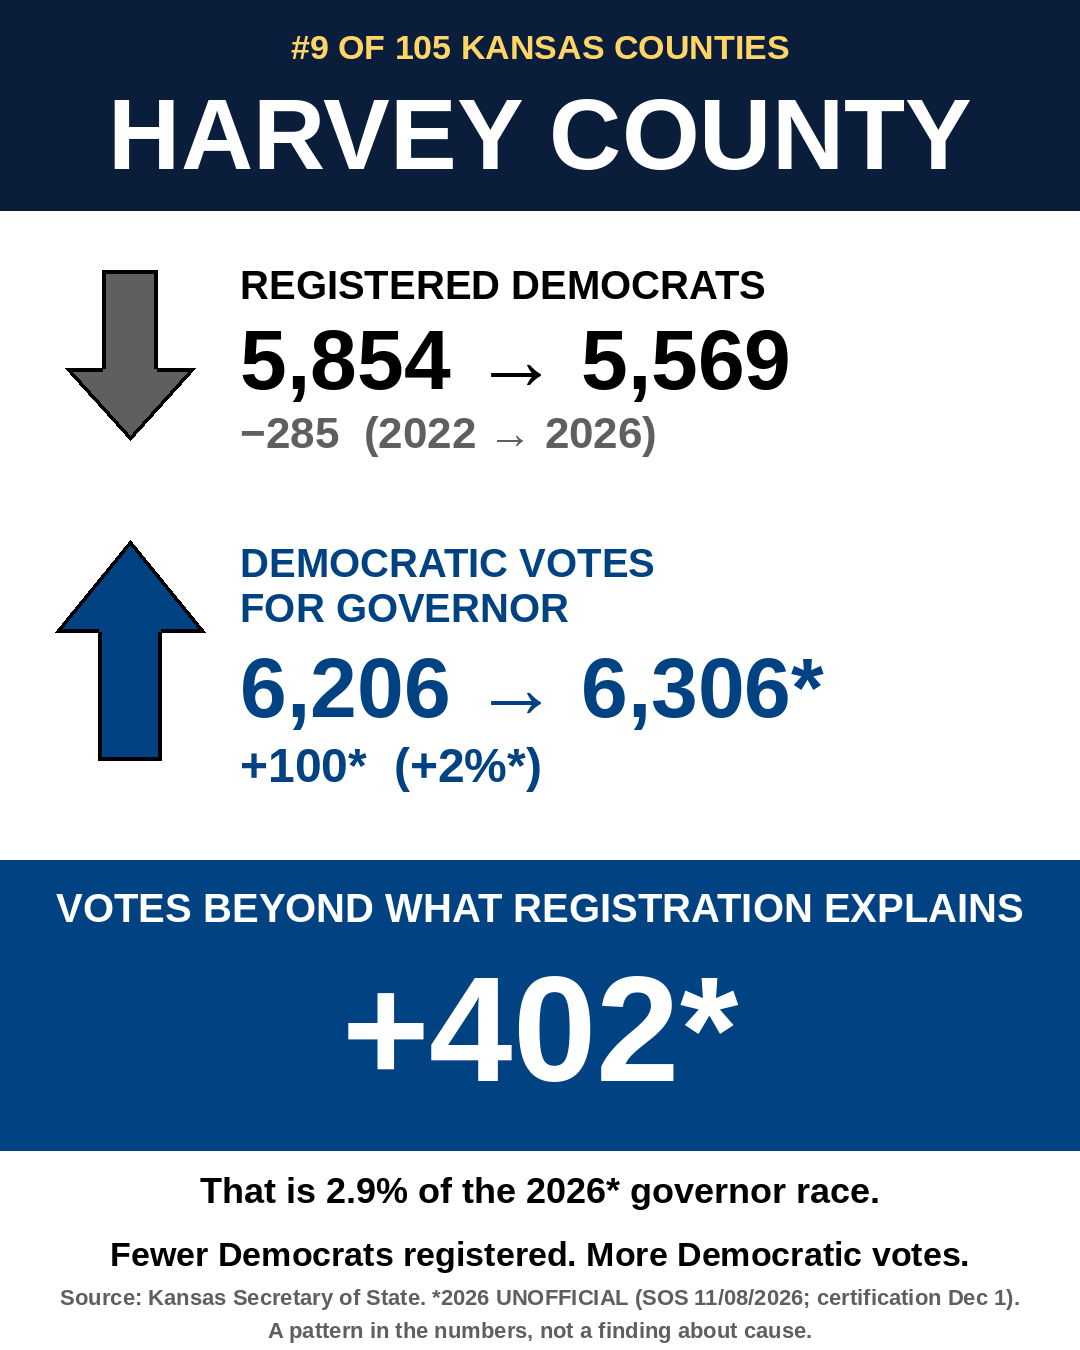 #9 OF 105 KANSAS COUNTIES
HARVEY COUNTY
REGISTERED DEMOCRATS
5,854 → 5,569
−285 (2022 → 2026)
DEMOCRATIC VOTES
FOR GOVERNOR
6,206 → 6,306*
+100* (+2%*)
VOTES BEYOND WHAT REGISTRATION EXPLAINS
+402*
That is 2.9% of the 2026* governor race.
Fewer Democrats registered. More Democratic votes.
Source: Kansas Secretary of State. *2026 UNOFFICIAL (SOS 11/08/2026; certification Dec 1).
A pattern in the numbers, not a finding about cause.